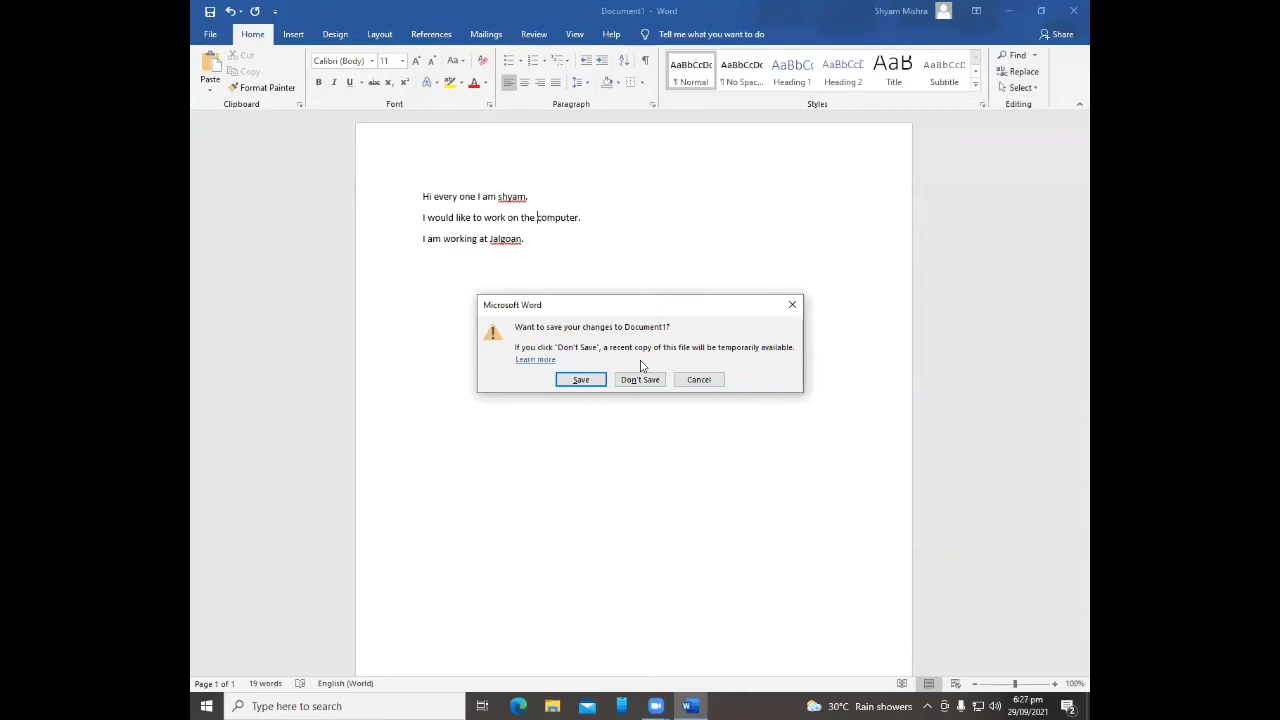 Document1 - Word
Shyam Mishra
File Home Insert Design Layout References Mailings Review View Help Tell me what you want to do Share
Paste
Cut
Copy
Format Painter
Clipboard
Calibri (Body) 11
B I U abc x₂ x²
Font
Paragraph
AaBbCcDc AaBbCcDc AaBbCc AaBbCcD AaB AaBbCcD
¶ Normal ¶ No Spac... Heading 1 Heading 2 Title Subtitle
Styles
Find
Replace
Select
Editing
Hi every one I am shyam.
I would like to work on the computer.
I am working at Jalgoan.
Microsoft Word
Want to save your changes to Document1?
If you click "Don't Save", a recent copy of this file will be temporarily available.
Learn more
Save Don't Save Cancel
Page 1 of 1 19 words English (World) 100%
Type here to search
30°C Rain showers
6:27 pm
29/09/2021
2